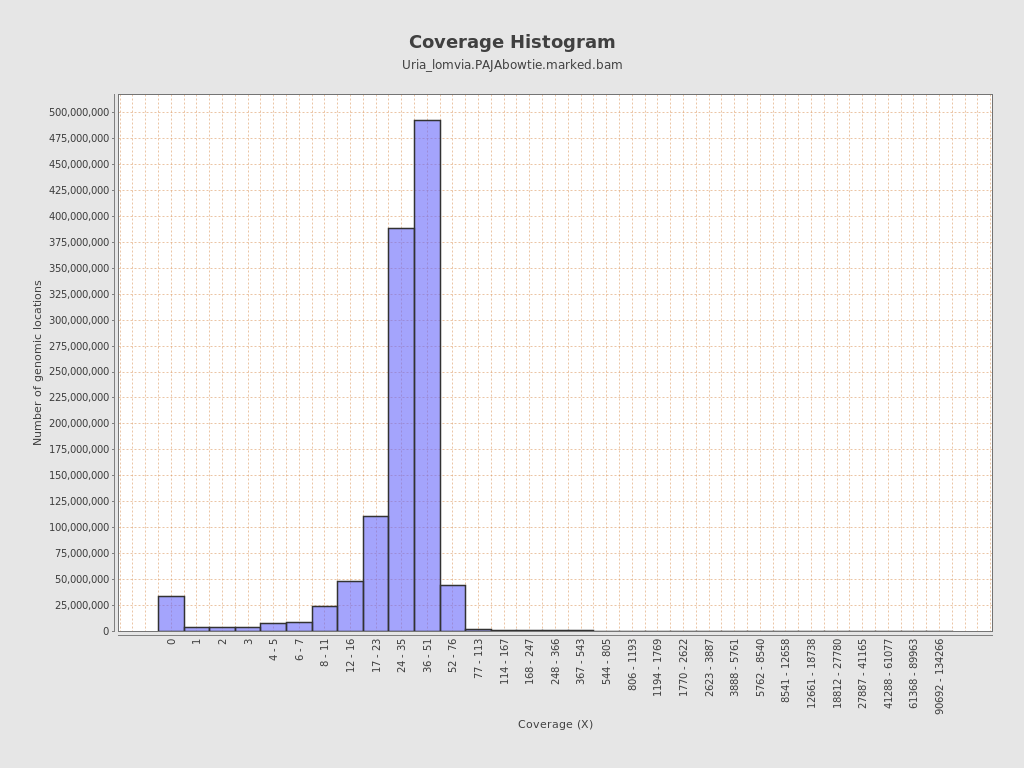 Coverage Histogram
Uria_lomvia.PAJAbowtie.marked.bam
Number of genomic locations
500,000,000
475,000,000
450,000,000
425,000,000
400,000,000
375,000,000
350,000,000
325,000,000
300,000,000
275,000,000
250,000,000
225,000,000
200,000,000
175,000,000
150,000,000
125,000,000
100,000,000
75,000,000
50,000,000
25,000,000
0
0
1
2
3
4 - 5
6 - 7
8 - 11
12 - 16
17 - 23
24 - 35
36 - 51
52 - 76
77 - 113
114 - 167
168 - 247
248 - 366
367 - 543
544 - 805
806 - 1193
1194 - 1769
1770 - 2622
2623 - 3887
3888 - 5761
5762 - 8540
8541 - 12658
12661 - 18738
18812 - 27780
27887 - 41165
41288 - 61077
61368 - 89963
90692 - 134266
Coverage (X)